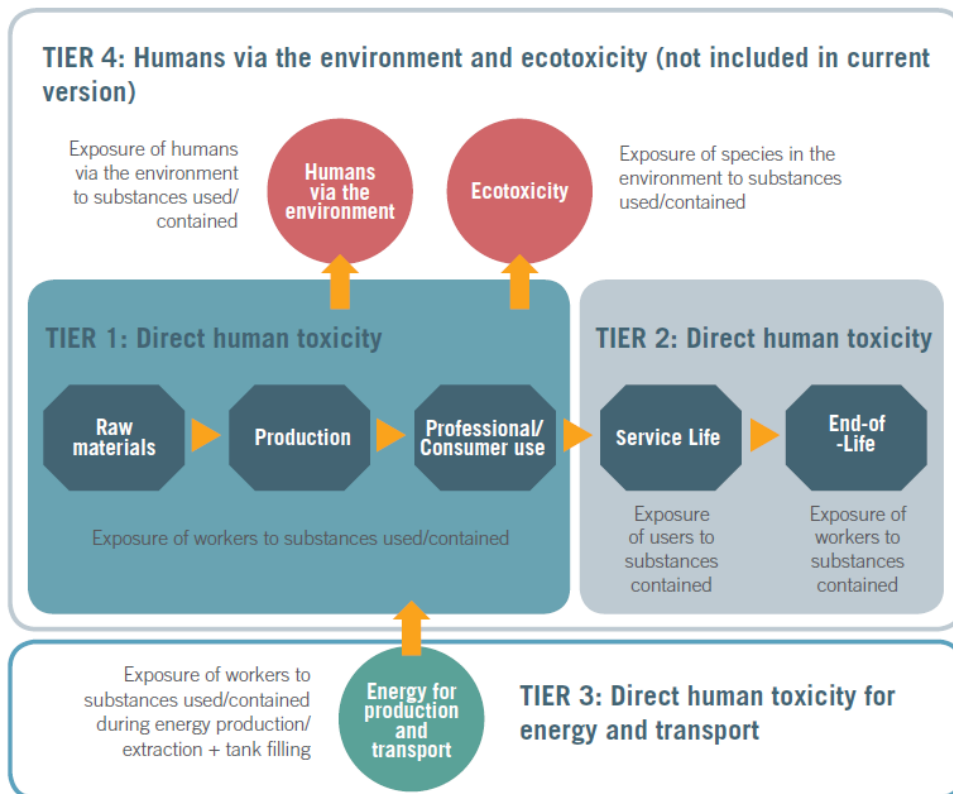 TIER 4: Humans via the environment and ecotoxicity (not included in current
version)
Exposure of humans
via the environment
to substances used/
contained
Humans
via the
environment
Ecotoxicity
Exposure of species in the
environment to substances
used/contained
TIER 1: Direct human toxicity
Raw
materials
Production
Professional/
Consumer use
Exposure of workers to substances used/contained
TIER 2: Direct human toxicity
Service Life
End-of
-Life
Exposure
of users to
substances
contained
Exposure of
workers to
substances
contained
Exposure of workers to
substances used/contained
during energy production/
extraction + tank filling
Energy for
production
and
transport
TIER 3: Direct human toxicity for
energy and transport